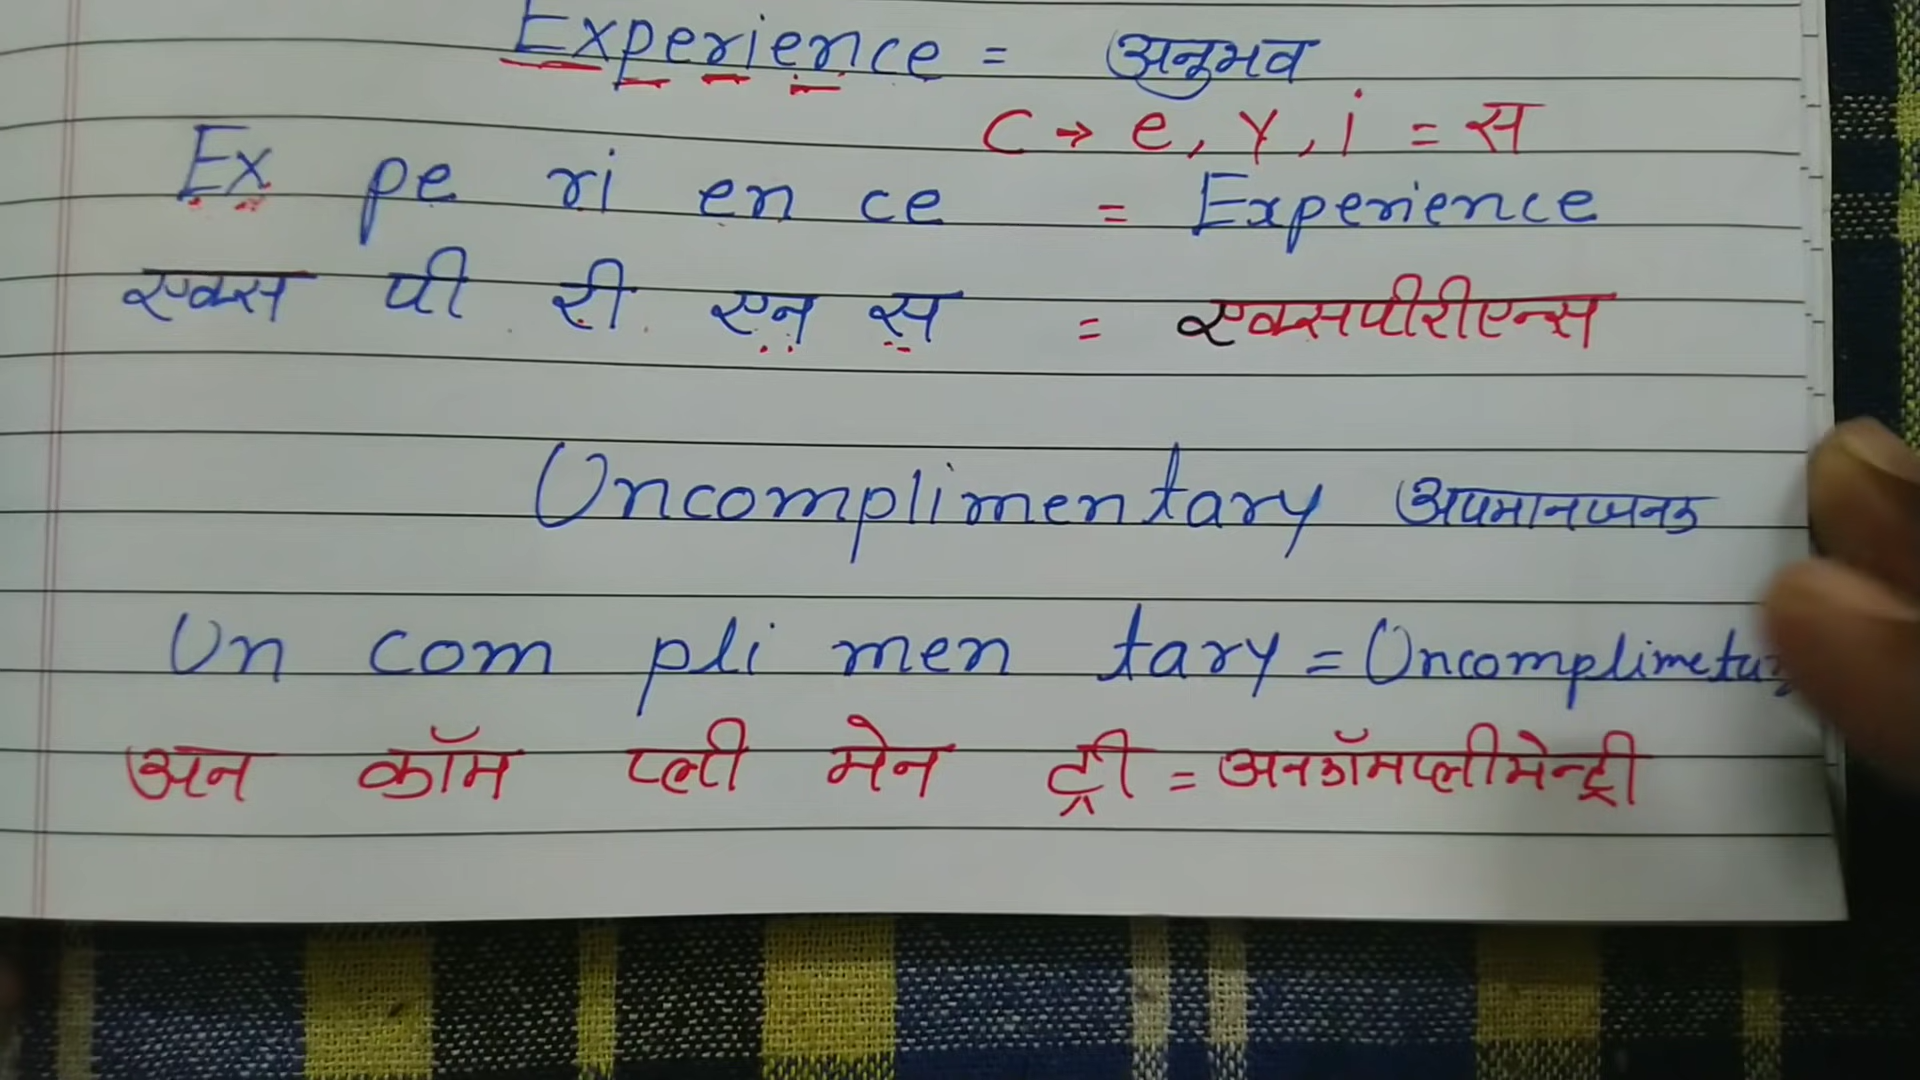 Experience = अनुभव
C → e, y, i = स
Ex pe ri en ce = Experience
एक्स पी री एन स = एक्सपीरीएन्स
Uncomplimentary अपमानजनक
Un com pli men tary = Uncomplimetary
अन कॉम प्ली मेन ट्री = अनकॉमप्लीमेन्ट्री